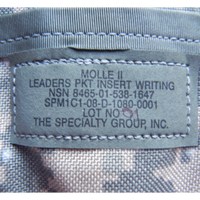 MOLLE II
LEADERS PKT INSERT WRITING
NSN 8465-01-538-1647
SPM1C1-08-D-1080-0001
LOT NO 21
THE SPECIALTY GROUP, INC.